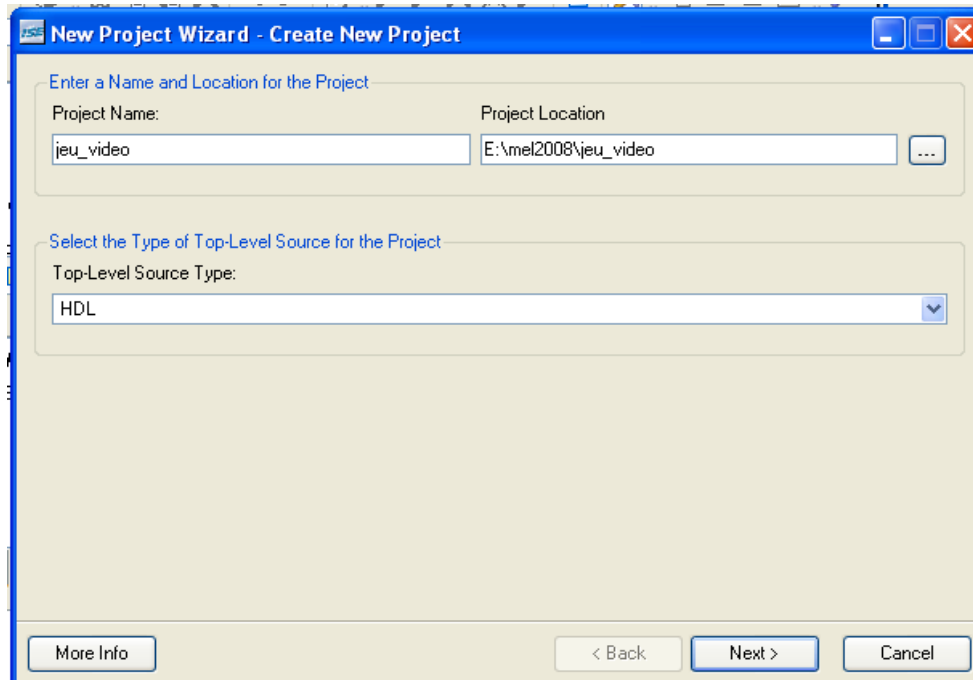 ISE New Project Wizard - Create New Project
Enter a Name and Location for the Project
Project Name: Project Location
jeu_video E:\mel2008\jeu_video ...
Select the Type of Top-Level Source for the Project
Top-Level Source Type:
HDL
More Info < Back Next > Cancel